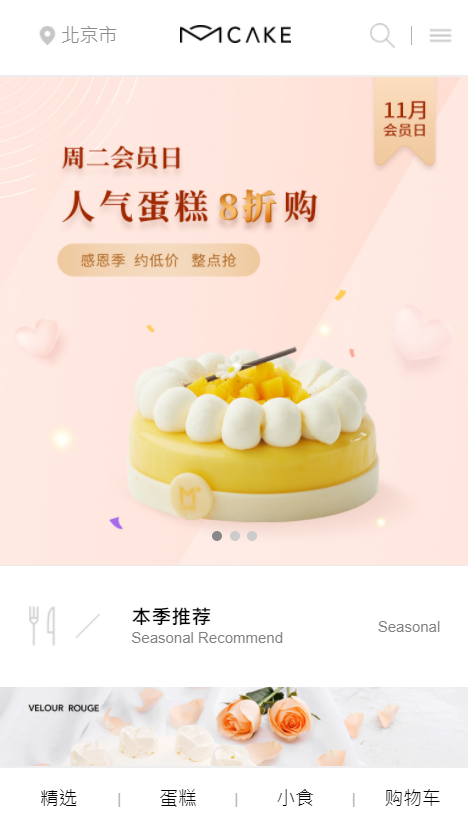 北京市
MCAKE
11月
会员日
周二会员日
人气蛋糕8折购
感恩季 约低价 整点抢
M
本季推荐
Seasonal Recommend
Seasonal
VELOUR ROUGE
精选 | 蛋糕 | 小食 | 购物车